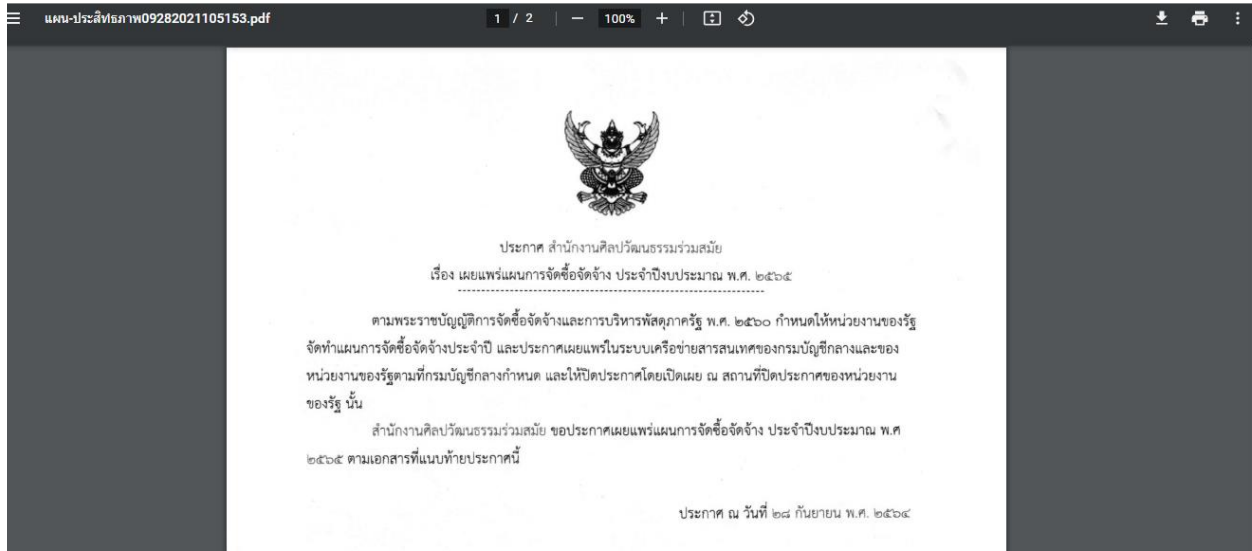 แผน-ประสิทธภาพ09282021105153.pdf
1 / 2 | — 100% + |
ประกาศ สำนักงานศิลปวัฒนธรรมร่วมสมัย
เรื่อง เผยแพร่แผนการจัดซื้อจัดจ้าง ประจำปีงบประมาณ พ.ศ. ๒๕๖๕
ตามพระราชบัญญัติการจัดซื้อจัดจ้างและการบริหารพัสดุภาครัฐ พ.ศ. ๒๕๖๐ กำหนดให้หน่วยงานของรัฐ
จัดทำแผนการจัดซื้อจัดจ้างประจำปี และประกาศเผยแพร่ในระบบเครือข่ายสารสนเทศของกรมบัญชีกลางและของ
หน่วยงานของรัฐตามที่กรมบัญชีกลางกำหนด และให้ปิดประกาศโดยเปิดเผย ณ สถานที่ปิดประกาศของหน่วยงาน
ของรัฐ นั้น
สำนักงานศิลปวัฒนธรรมร่วมสมัย ขอประกาศเผยแพร่แผนการจัดซื้อจัดจ้าง ประจำปีงบประมาณ พ.ศ
๒๕๖๕ ตามเอกสารที่แนบท้ายประกาศนี้
ประกาศ ณ วันที่ ๒๘ กันยายน พ.ศ. ๒๕๖๔